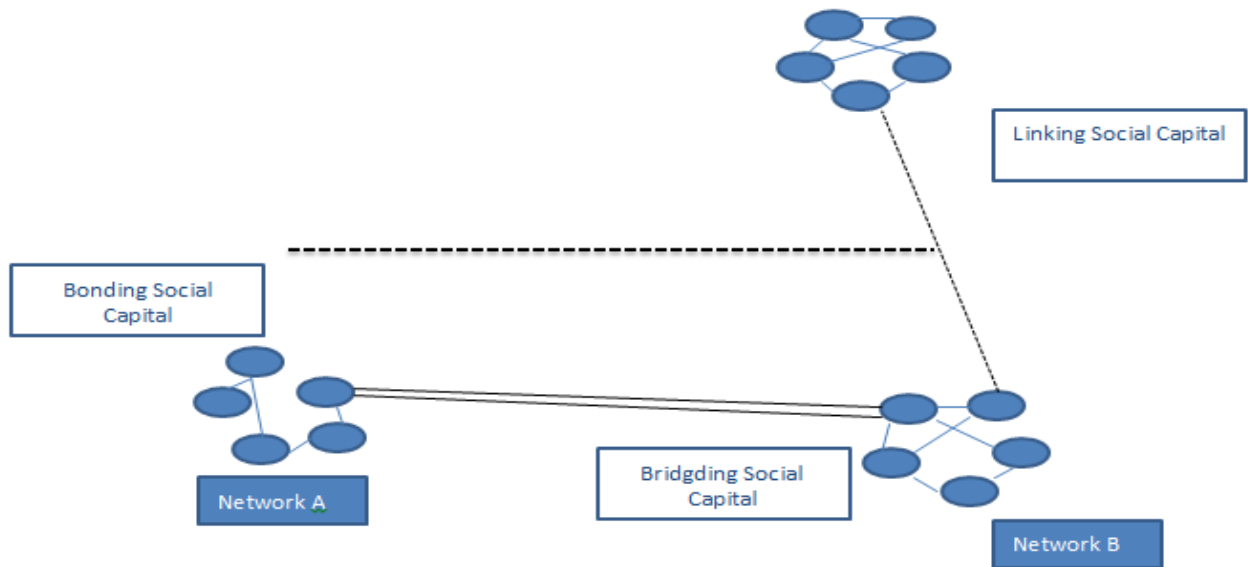 Linking Social Capital
Bonding Social
Capital
Bridgding Social
Capital
Network A
Network B